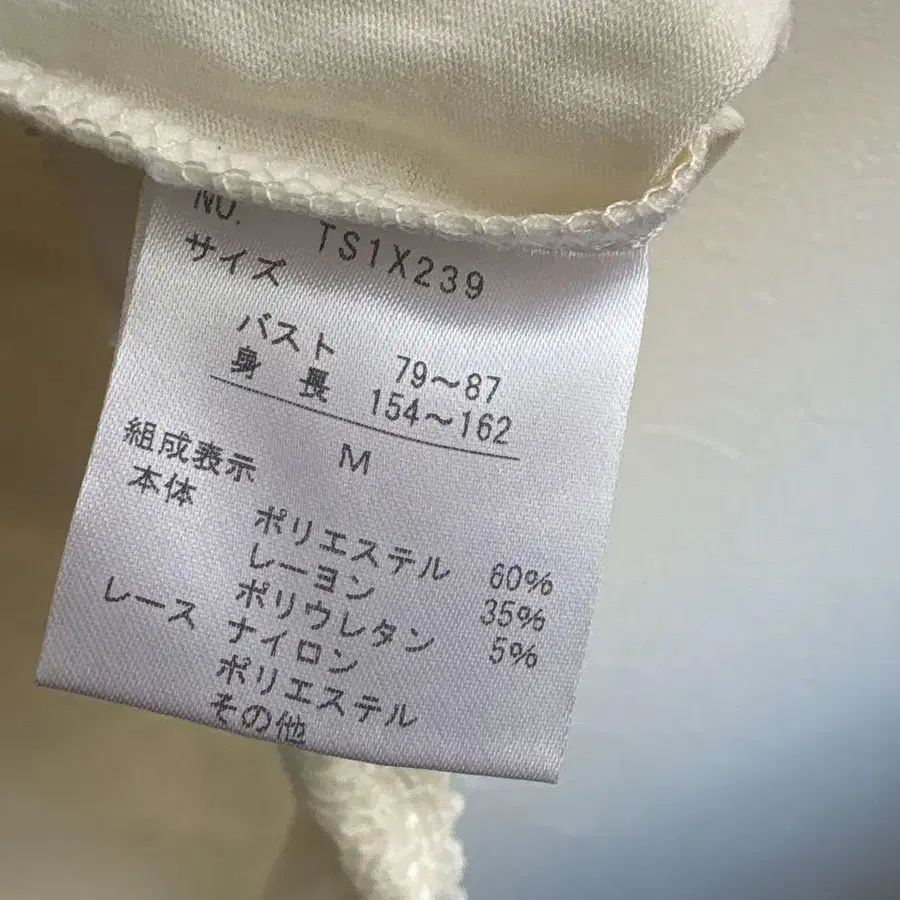 NO. TS1X239
サイズ
バスト 79～87
身長 154～162
M
組成表示
本体 ポリエステル 60%
レーヨン 35%
ポリウレタン 5%
レース ナイロン
ポリエステル
その他